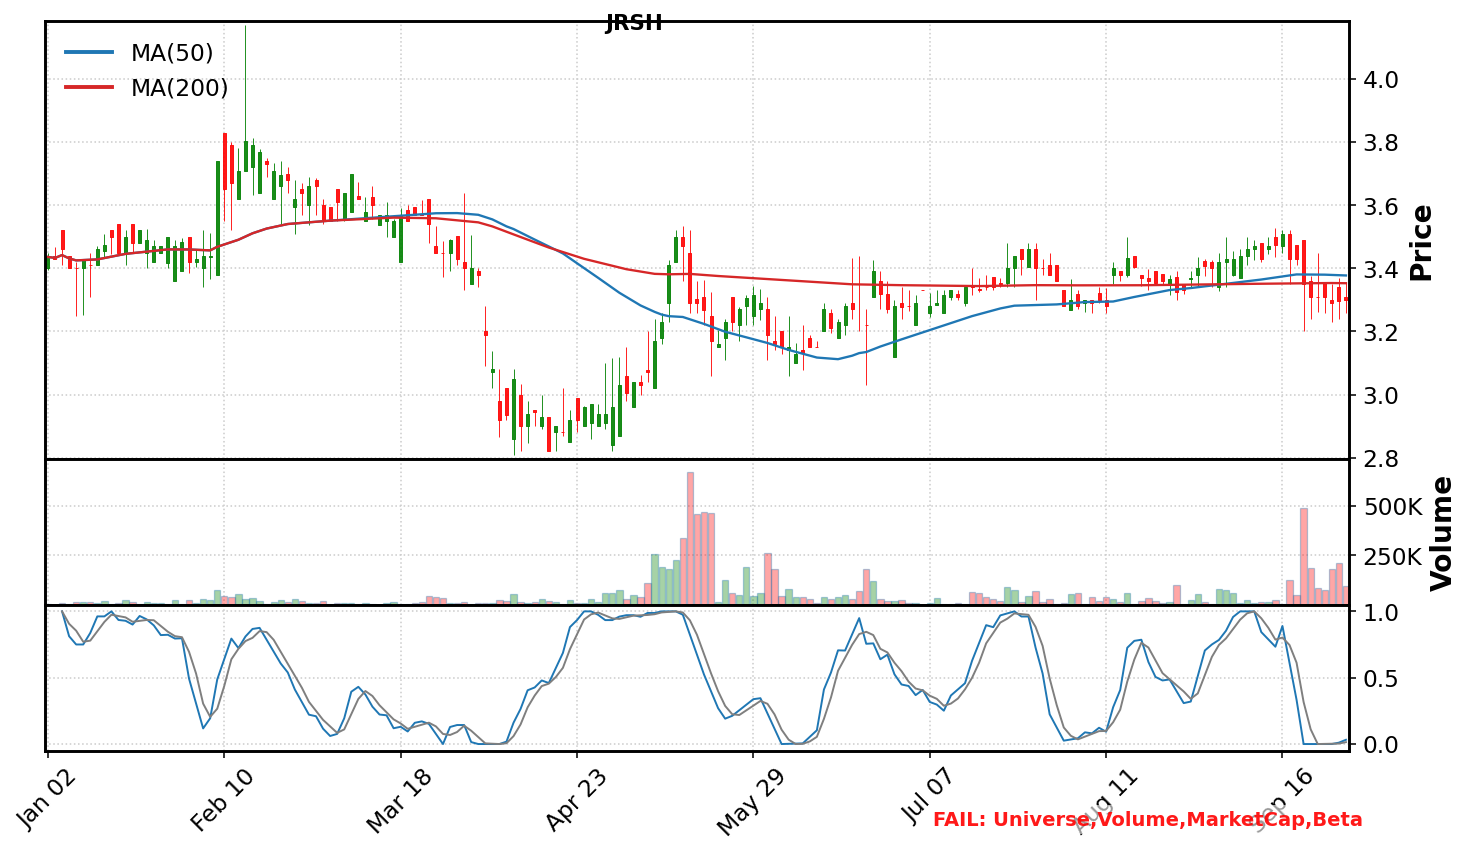 JRSH
MA(50)
MA(200)
4.0
3.8
3.6
3.4
3.2
3.0
2.8
Price
500K
250K
Volume
1.0
0.5
0.0
Jan 02
Feb 10
Mar 18
Apr 23
May 29
Jul 07
Aug 11
Sep 16
FAIL: Universe,Volume,MarketCap,Beta